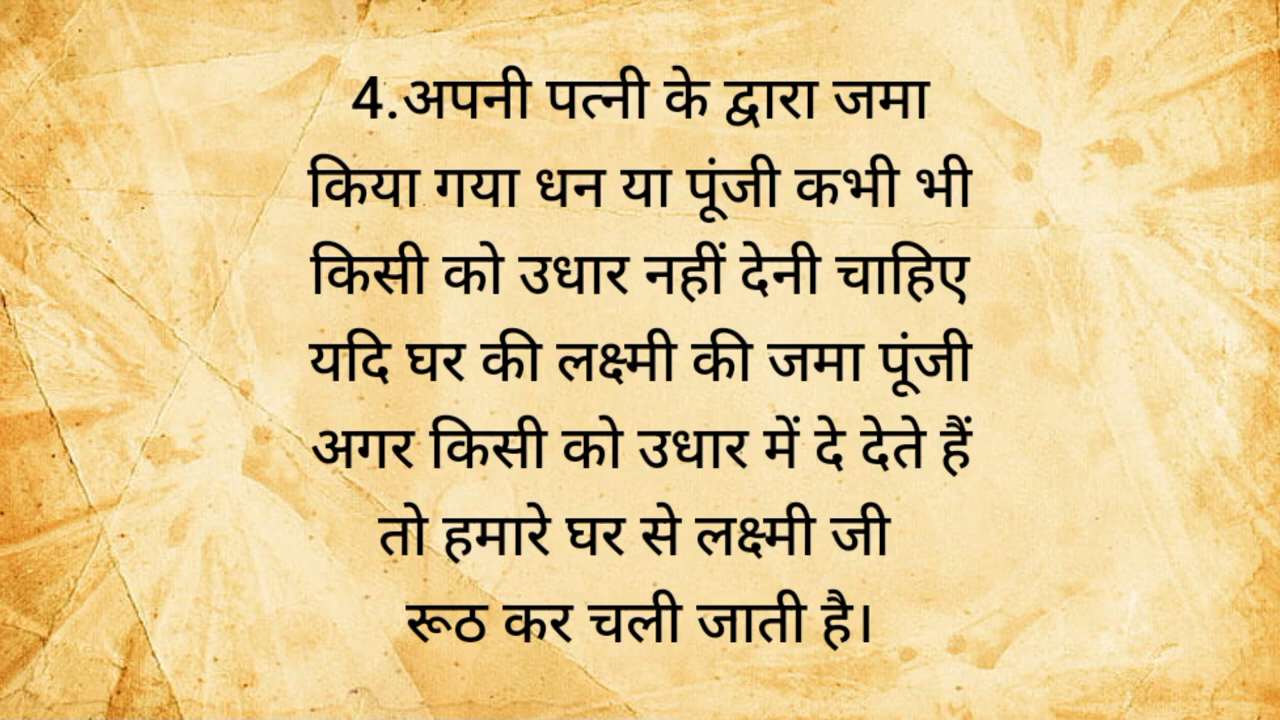 4.अपनी पत्नी के द्वारा जमा
किया गया धन या पूंजी कभी भी
किसी को उधार नहीं देनी चाहिए
यदि घर की लक्ष्मी की जमा पूंजी
अगर किसी को उधार में दे देते हैं
तो हमारे घर से लक्ष्मी जी
रूठ कर चली जाती है।